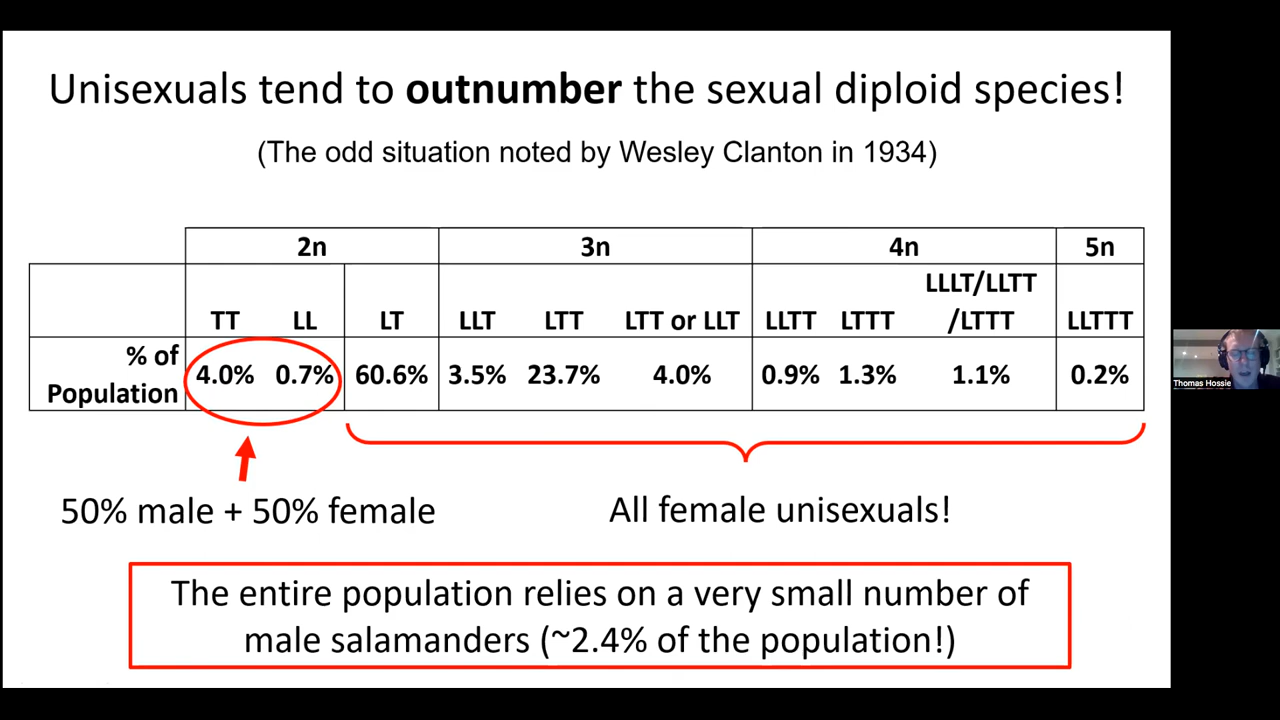 Unisexuals tend to outnumber the sexual diploid species!
(The odd situation noted by Wesley Clanton in 1934)
2n 3n 4n 5n
TT LL LT LLT LTT LTT or LLT LLTT LTTT LLLT/LLTT
/LTTT LLTTT
% of
Population 4.0% 0.7% 60.6% 3.5% 23.7% 4.0% 0.9% 1.3% 1.1% 0.2%
50% male + 50% female
All female unisexuals!
The entire population relies on a very small number of
male salamanders (~2.4% of the population!)
Thomas Hossie